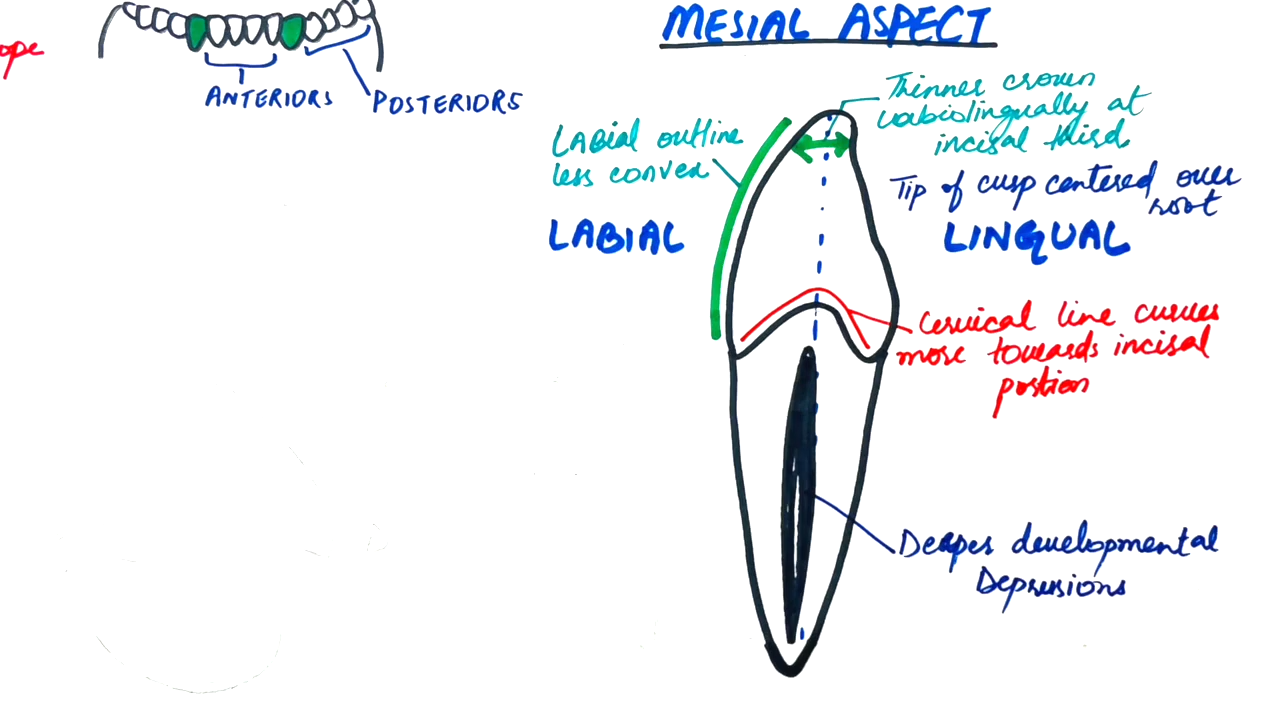 MESIAL ASPECT
ope
ANTERIORS
POSTERIORS
Thinner crown
Labiolingually at
incisal third
Labial outline
less convex
Tip of cusp centered over
root
LABIAL
LINGUAL
Cervical line curves
more towards incisal
portion
Deeper developmental
Depressions